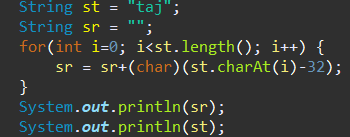 String st = "taj";
String sr = "";
for(int i=0; i<st.length(); i++) {
    sr = sr+(char)(st.charAt(i)-32);
}
System.out.println(sr);
System.out.println(st);